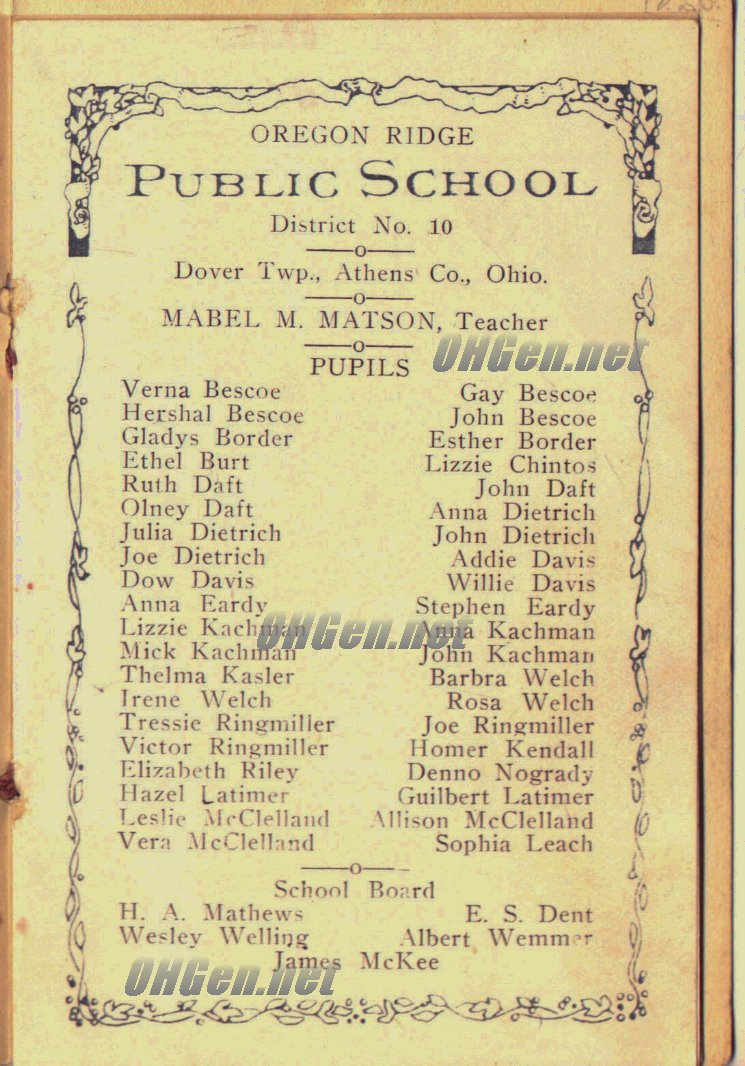 OREGON RIDGE
PUBLIC SCHOOL
District No. 10
Dover Twp., Athens Co., Ohio.
MABEL M. MATSON, Teacher
OHGen.net
PUPILS
Verna Bescoe Gay Bescoe
Hershal Bescoe John Bescoe
Gladys Border Esther Border
Ethel Burt Lizzie Chintos
Ruth Daft John Daft
Olney Daft Anna Dietrich
Julia Dietrich John Dietrich
Joe Dietrich Addie Davis
Dow Davis Willie Davis
Anna Eardy Stephen Eardy
Lizzie Kachman OHGen.net Anna Kachman
Mick Kachman John Kachman
Thelma Kasler Barbra Welch
Irene Welch Rosa Welch
Tressie Ringmiller Joe Ringmiller
Victor Ringmiller Homer Kendall
Elizabeth Riley Denno Nogrady
Hazel Latimer Guilbert Latimer
Leslie McClelland Allison McClelland
Vera McClelland Sophia Leach
School Board
H. A. Mathews E. S. Dent
Wesley Welling Albert Wemmer
James McKee
OHGen.net